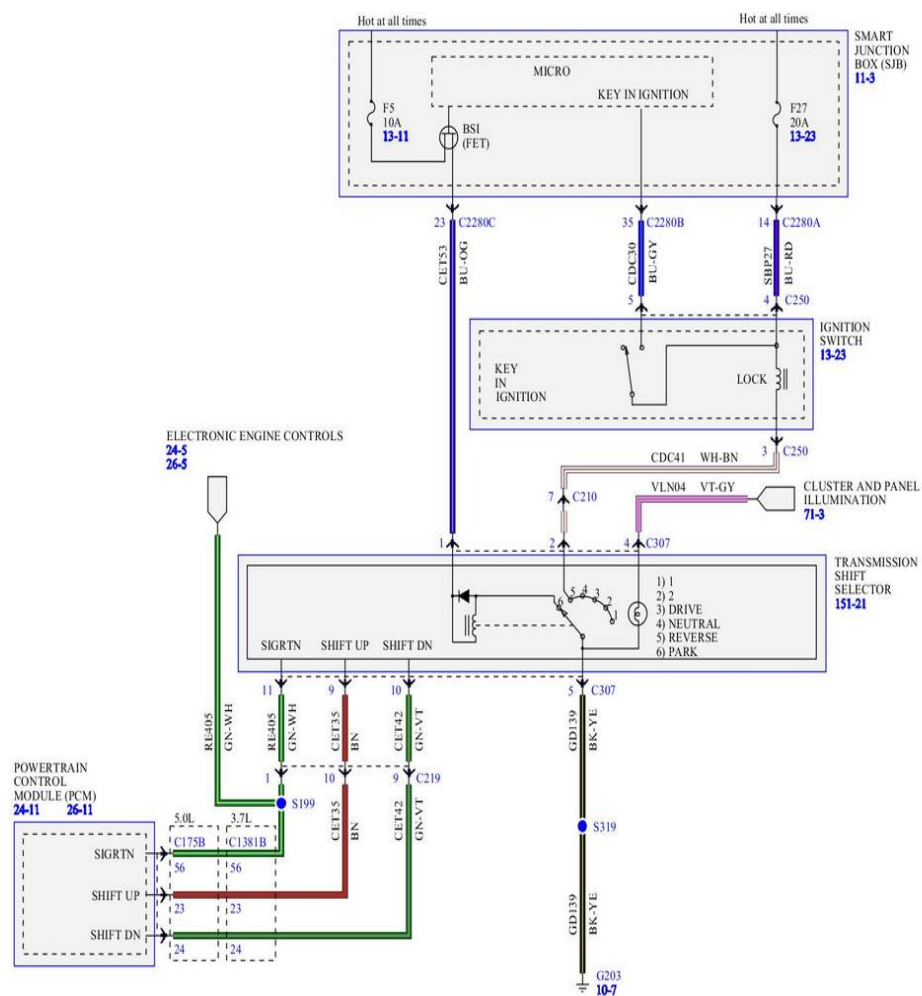 Hot at all times
Hot at all times
SMART
JUNCTION
BOX (SJB)
11-3
MICRO
KEY IN IGNITION
F5
10A
13-11
BSI
(FET)
F27
20A
13-23
23 C2280C
35 C2280B
14 C2280A
CET53
BU-OG
CDC30
BU-GY
SBP27
BU-RD
5
4 C250
IGNITION
SWITCH
13-23
KEY
IN
IGNITION
LOCK
3 C250
ELECTRONIC ENGINE CONTROLS
24-5
26-5
CDC41 WH-BN
7 C210
VLN04 VT-GY
CLUSTER AND PANEL
ILLUMINATION
71-3
1
2
4 C307
TRANSMISSION
SHIFT
SELECTOR
151-21
6
5
4
3
2
1
1) 1
2) 2
3) DRIVE
4) NEUTRAL
5) REVERSE
6) PARK
SIGRTN SHIFT UP SHIFT DN
11
9
10
5 C307
RE405
GN-WH
RE405
GN-WH
CET35
BN
CET42
GN-VT
GD139
BK-YE
1
10
9 C219
S199
CET35
BN
CET42
GN-VT
S319
GD139
BK-YE
G203
10-7
POWERTRAIN
CONTROL
MODULE (PCM)
24-11 26-11
5.0L 3.7L
C175B C1381B
SIGRTN
56 56
SHIFT UP
23 23
SHIFT DN
24 24